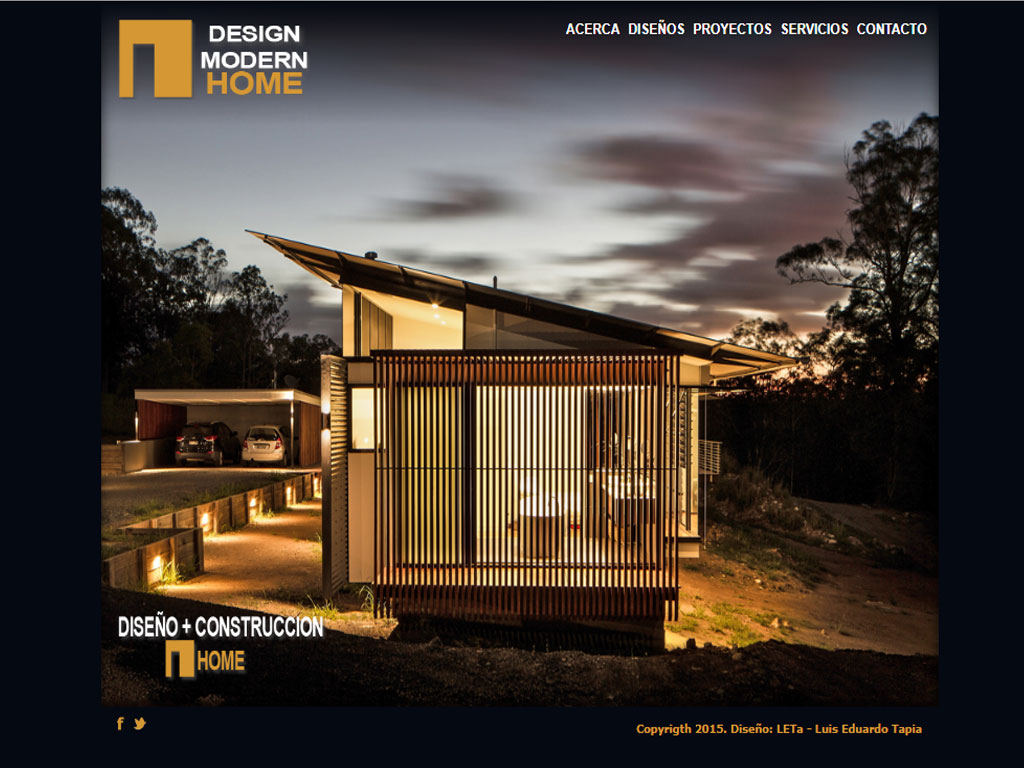 DESIGN
MODERN
HOME
ACERCA DISEÑOS PROYECTOS SERVICIOS CONTACTO
DISEÑO + CONSTRUCCION
HOME
Copyrigth 2015. Diseño: LETa - Luis Eduardo Tapia